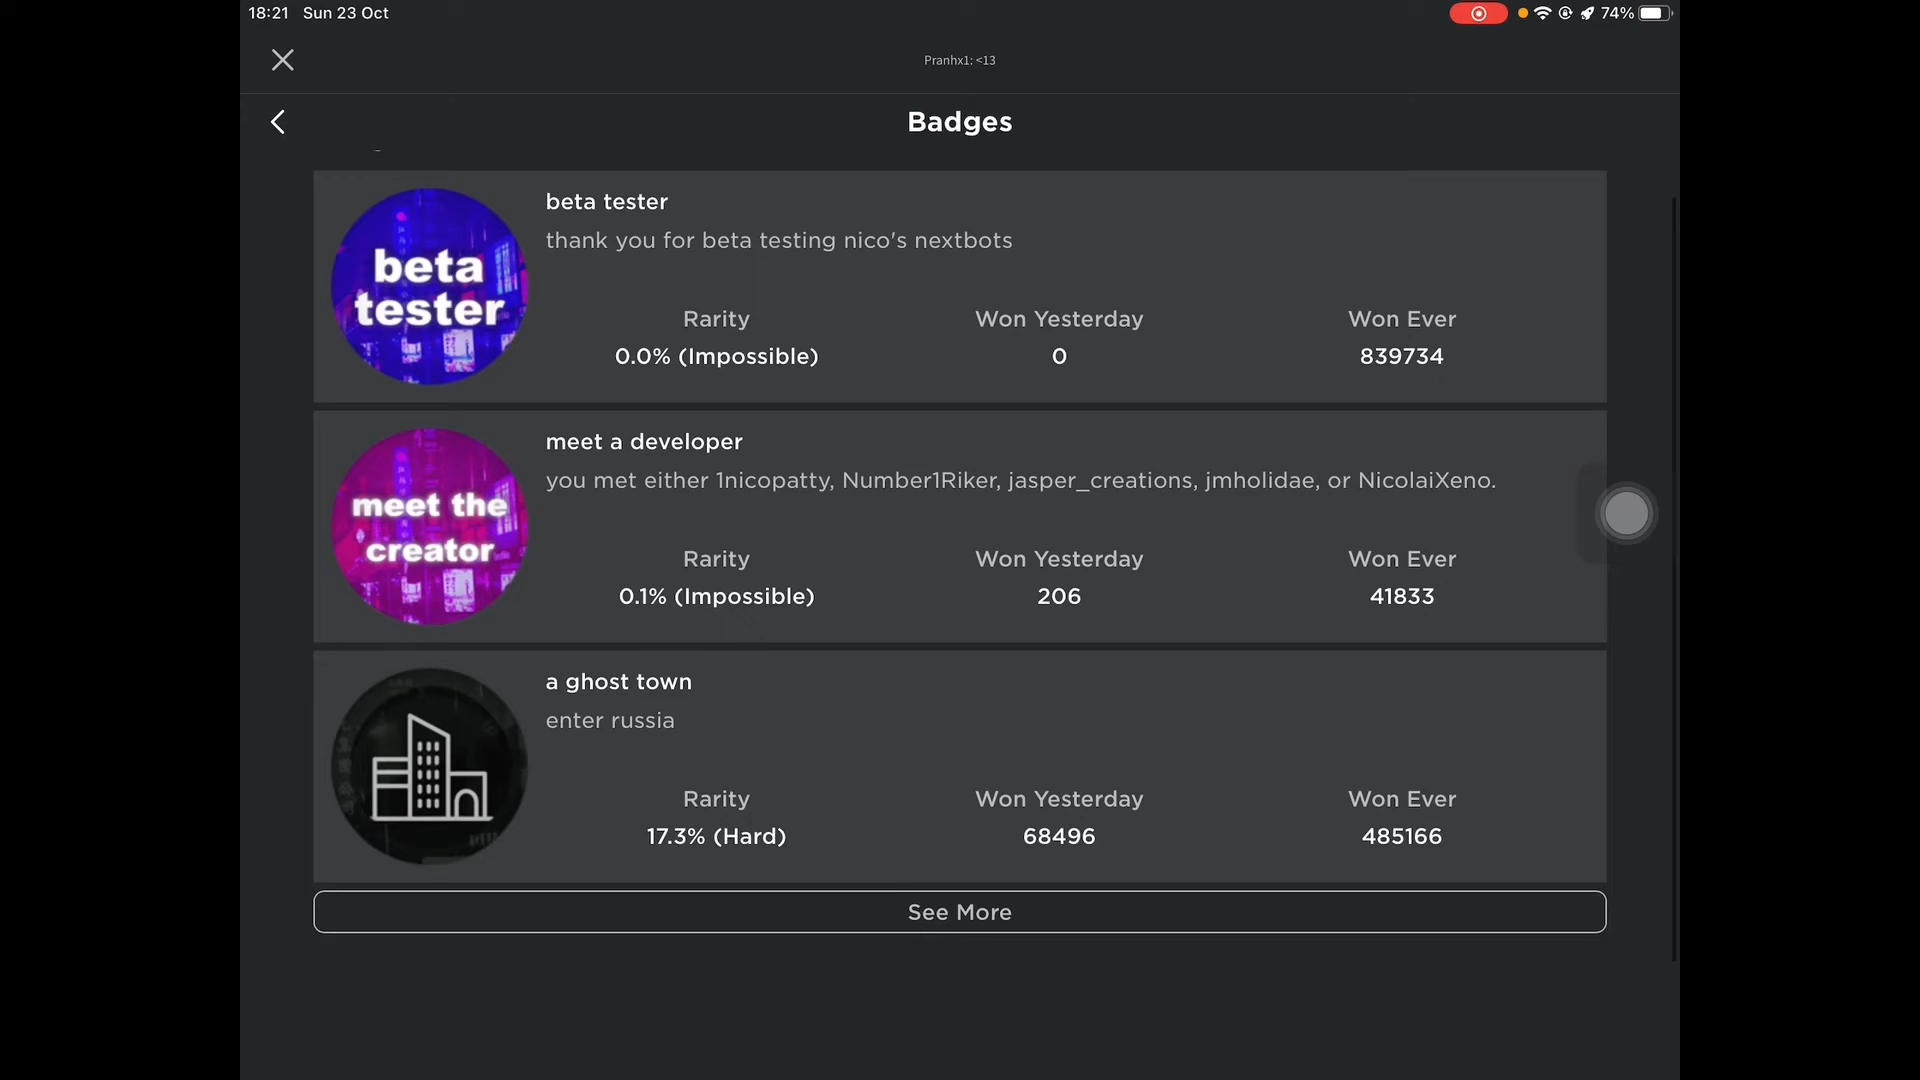 18:21 Sun 23 Oct
74%
Pranhx1: <13
Badges
beta tester
thank you for beta testing nico's nextbots
beta
tester
Rarity Won Yesterday Won Ever
0.0% (Impossible) 0 839734
meet a developer
you met either 1nicopatty, Number1Riker, jasper_creations, jmholidae, or NicolaiXeno.
meet the
creator
Rarity Won Yesterday Won Ever
0.1% (Impossible) 206 41833
a ghost town
enter russia
Rarity Won Yesterday Won Ever
17.3% (Hard) 68496 485166
See More